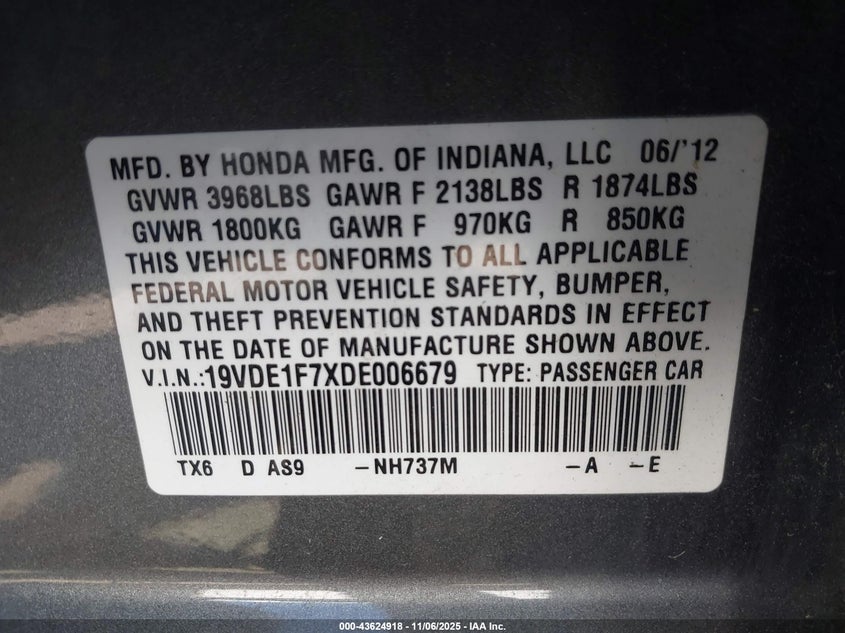 MFD. BY HONDA MFG. OF INDIANA, LLC 06/'12
GVWR 3968LBS GAWR F 2138LBS R 1874LBS
GVWR 1800KG GAWR F 970KG R 850KG
THIS VEHICLE CONFORMS TO ALL APPLICABLE
FEDERAL MOTOR VEHICLE SAFETY, BUMPER,
AND THEFT PREVENTION STANDARDS IN EFFECT
ON THE DATE OF MANUFACTURE SHOWN ABOVE.
V.I.N.:19VDE1F7XDE006679 TYPE: PASSENGER CAR
TX6 D AS9 -NH737M -A -E
000-43624918 - 11/06/2025 - IAA Inc.